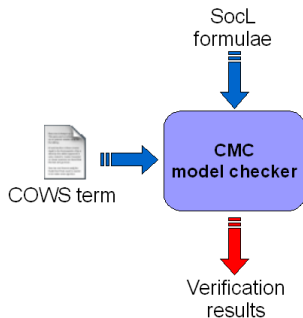 SocL
formulae
CMC
model checker
COWS term
Verification
results